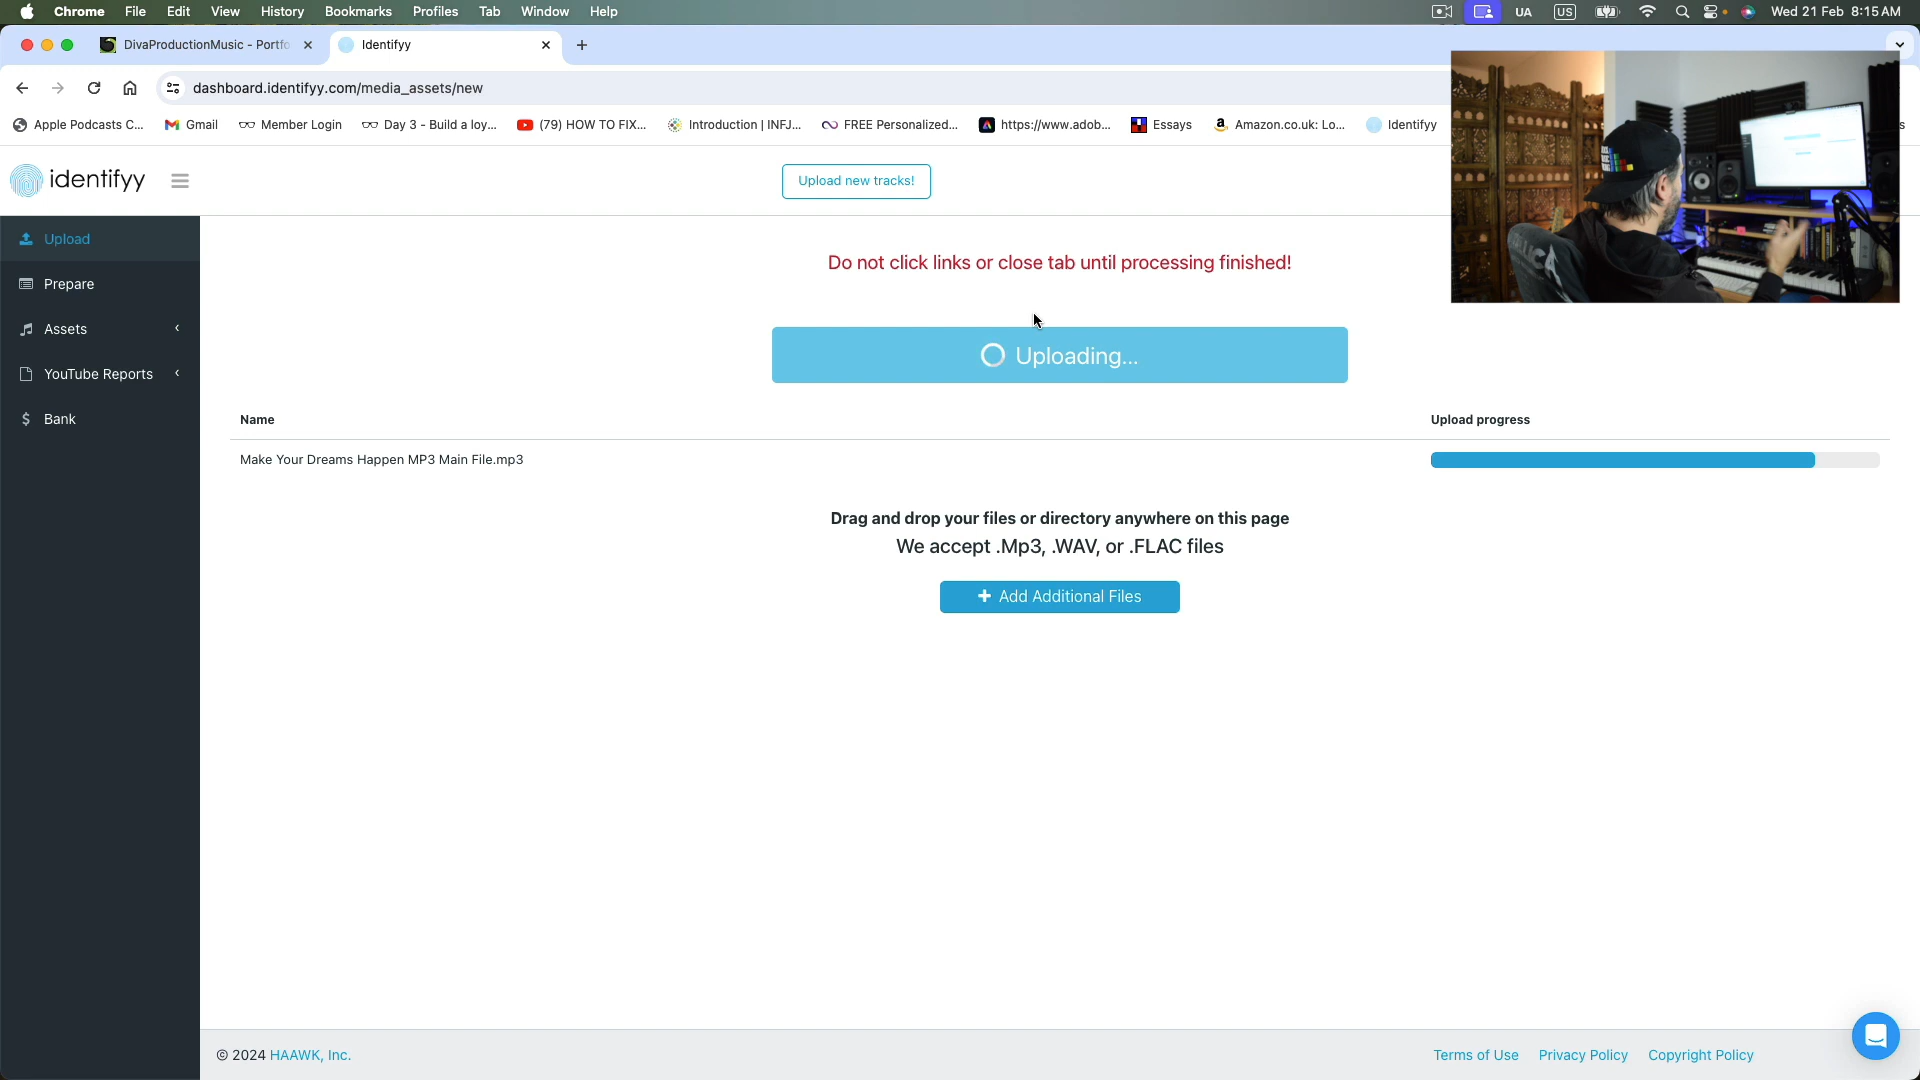 Chrome File Edit View History Bookmarks Profiles Tab Window Help UA US Wed 21 Feb 8:15 AM
DivaProductionMusic - Portfo Identifyy
dashboard.identifyy.com/media_assets/new
Apple Podcasts C... Gmail Member Login Day 3 - Build a loy... (79) HOW TO FIX... Introduction | INFJ... FREE Personalized... https://www.adob... Essays Amazon.co.uk: Lo... Identifyy s
identifyy
Upload new tracks!
Upload
Prepare
Assets
YouTube Reports
Bank
Do not click links or close tab until processing finished!
Uploading...
Name Upload progress
Make Your Dreams Happen MP3 Main File.mp3
Drag and drop your files or directory anywhere on this page
We accept .Mp3, .WAV, or .FLAC files
+ Add Additional Files
© 2024 HAAWK, Inc.
Terms of Use Privacy Policy Copyright Policy